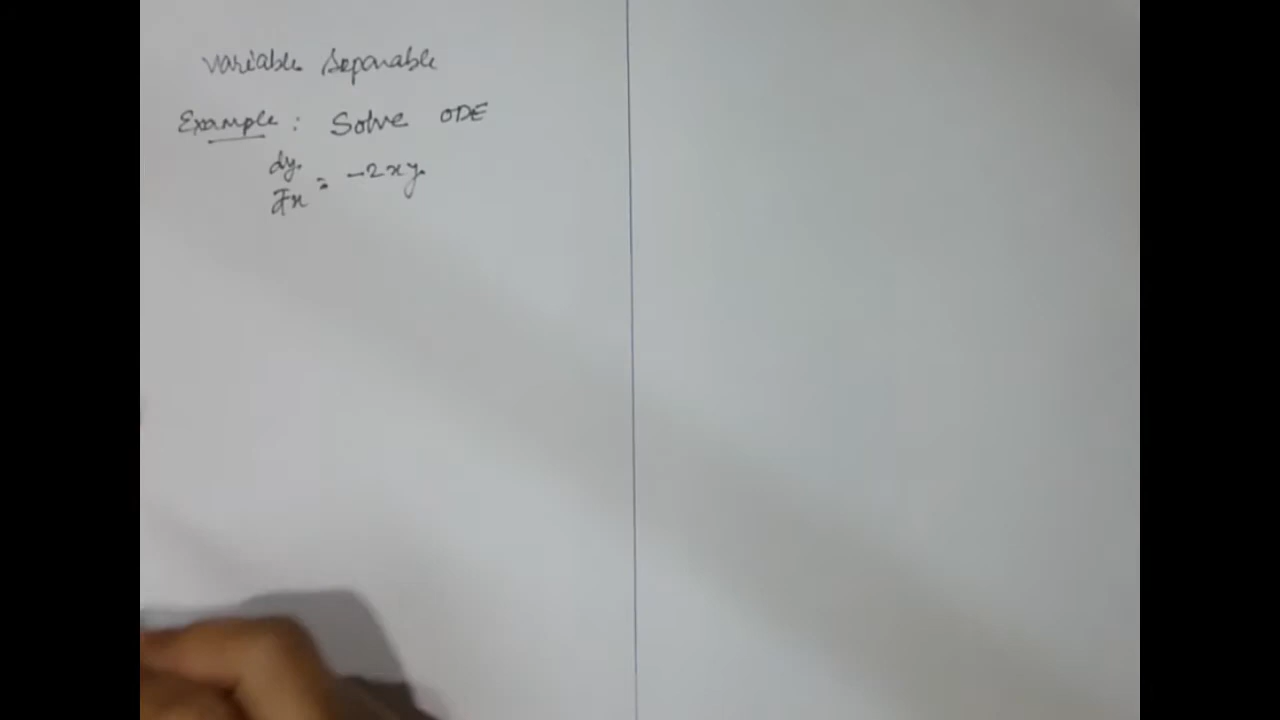 Variable Separable
Example: Solve ODE
dy/dx = -2xy